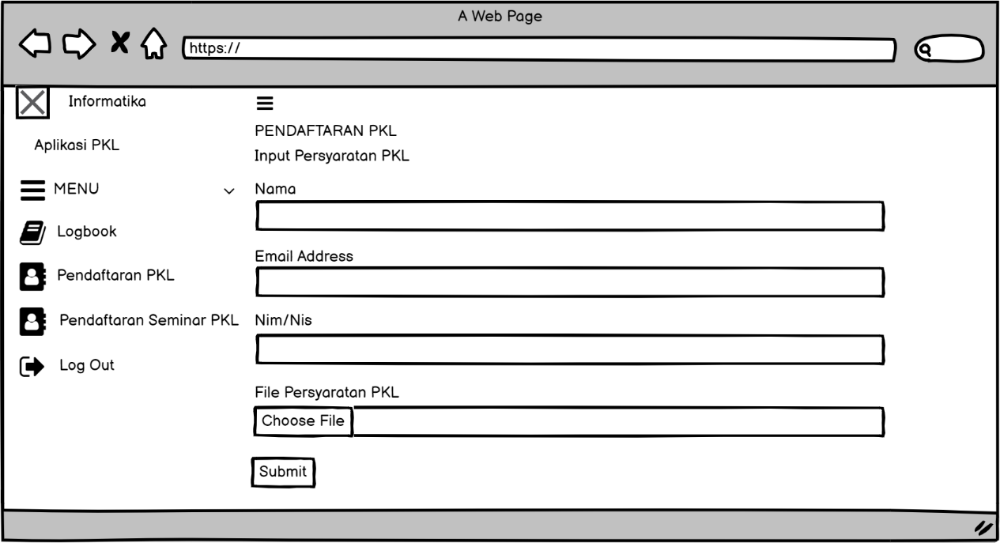 A Web Page
https://
Informatika
Aplikasi PKL
MENU
Logbook
Pendaftaran PKL
Pendaftaran Seminar PKL
Log Out
PENDAFTARAN PKL
Input Persyaratan PKL
Nama
Email Address
Nim/Nis
File Persyaratan PKL
Choose File
Submit